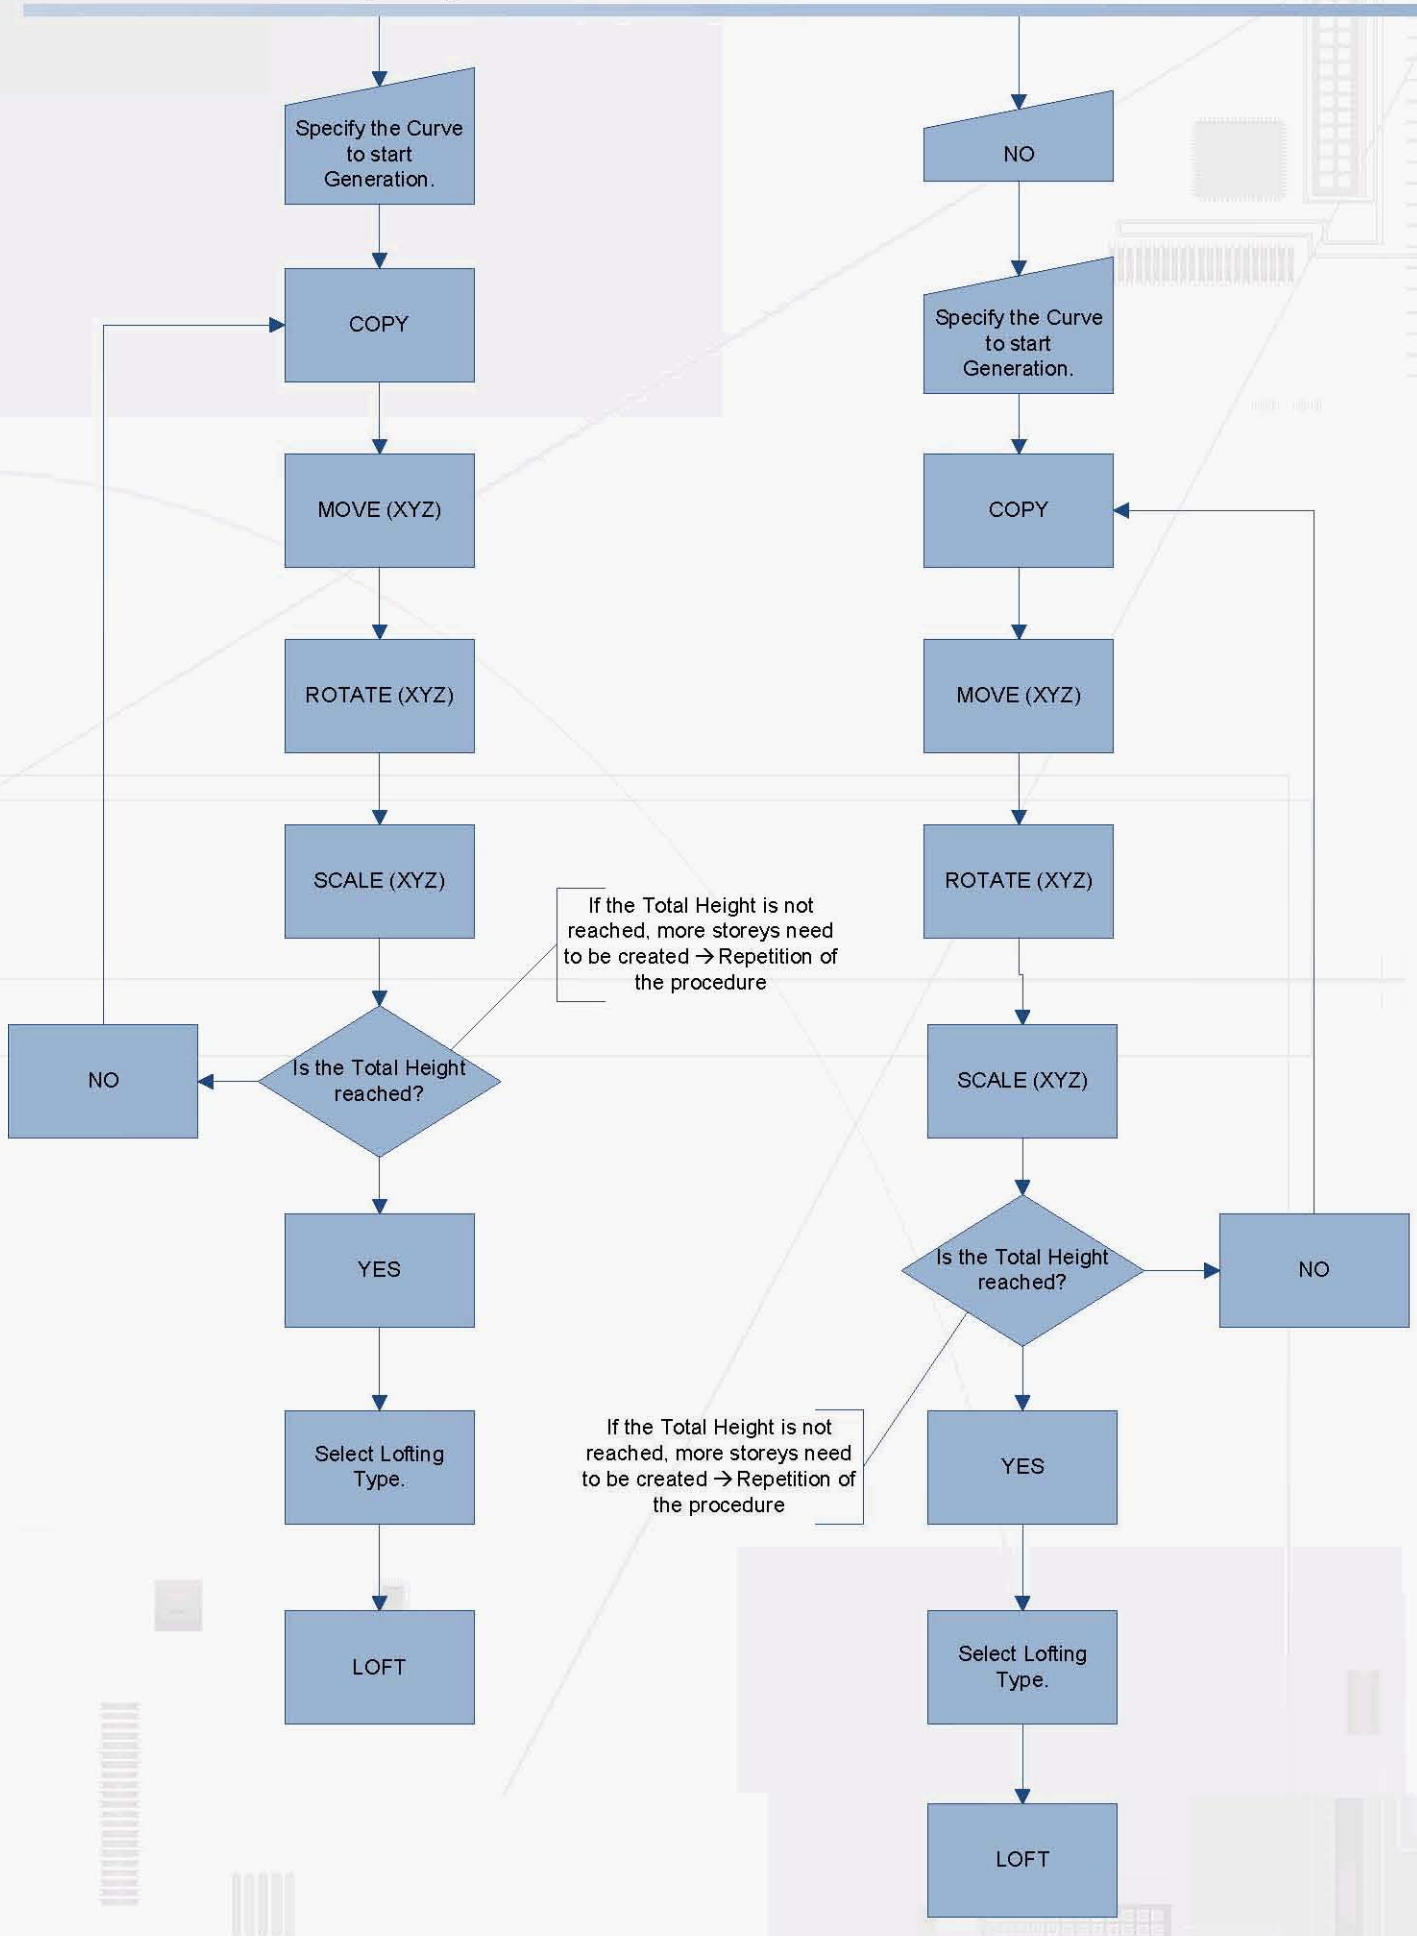 Specify the Curve
to start
Generation.
COPY
MOVE (XYZ)
ROTATE (XYZ)
SCALE (XYZ)
If the Total Height is not
reached, more storeys need
to be created → Repetition of
the procedure
Is the Total Height
reached?
NO
YES
Select Lofting
Type.
LOFT
NO
Specify the Curve
to start
Generation.
COPY
MOVE (XYZ)
ROTATE (XYZ)
SCALE (XYZ)
Is the Total Height
reached?
NO
If the Total Height is not
reached, more storeys need
to be created → Repetition of
the procedure
YES
Select Lofting
Type.
LOFT